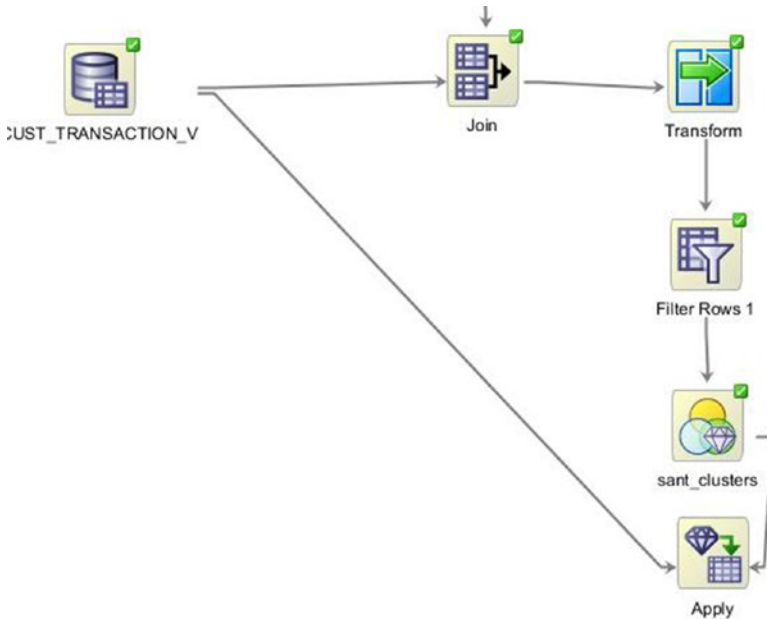 CUST_TRANSACTION_V
Join
Transform
Filter Rows 1
sant_clusters
Apply